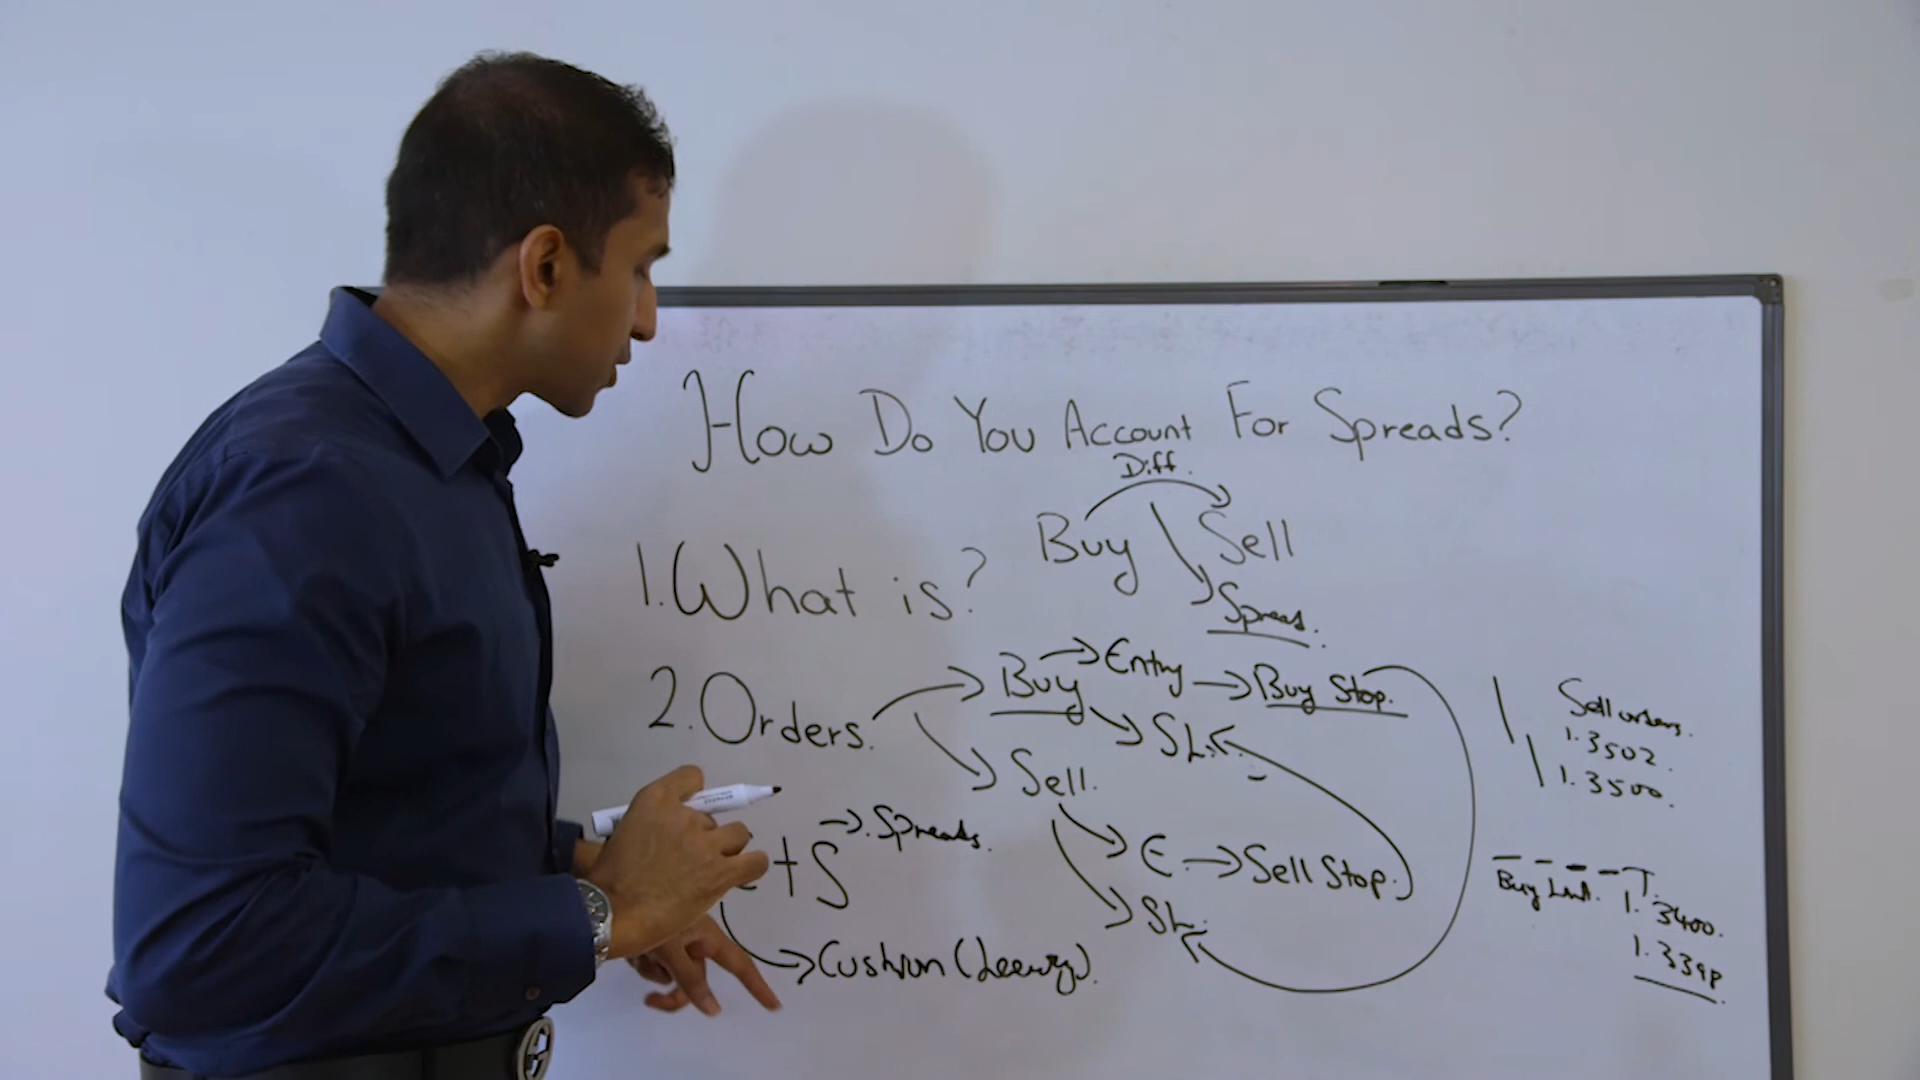 How Do You Account For Spreads?
Diff.
Buy Sell
1. What is?
Spread.
2. Orders.
Buy Entry Buy Stop.
SL.
Sell.
E Sell Stop.
SL.
+ S Spreads.
Cushion (Leeway).
Sell orders.
1.3502.
1.3500.
Buy
1.3400.
1.3398